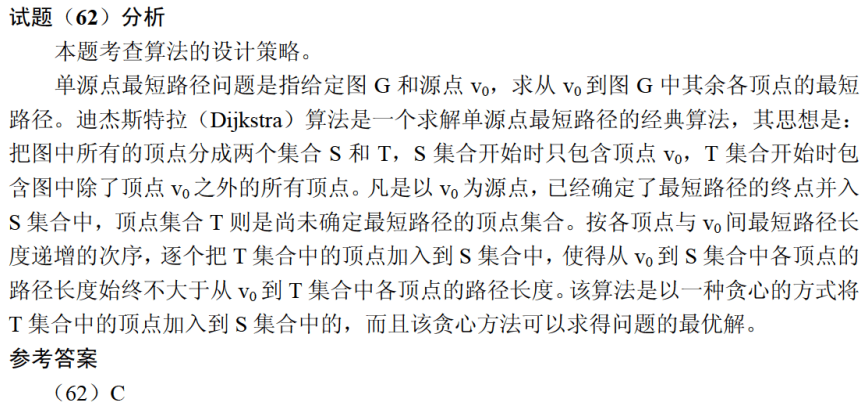 试题（62）分析
本题考查算法的设计策略。
单源点最短路径问题是指给定图 G 和源点 v₀，求从 v₀ 到图 G 中其余各顶点的最短
路径。迪杰斯特拉（Dijkstra）算法是一个求解单源点最短路径的经典算法，其思想是：
把图中所有的顶点分成两个集合 S 和 T，S 集合开始时只包含顶点 v₀，T 集合开始时包
含图中除了顶点 v₀ 之外的所有顶点。凡是以 v₀ 为源点，已经确定了最短路径的终点并入
S 集合中，顶点集合 T 则是尚未确定最短路径的顶点集合。按各顶点与 v₀ 间最短路径长
度递增的次序，逐个把 T 集合中的顶点加入到 S 集合中，使得从 v₀ 到 S 集合中各顶点的
路径长度始终不大于从 v₀ 到 T 集合中各顶点的路径长度。该算法是以一种贪心的方式将
T 集合中的顶点加入到 S 集合中的，而且该贪心方法可以求得问题的最优解。
参考答案
（62）C